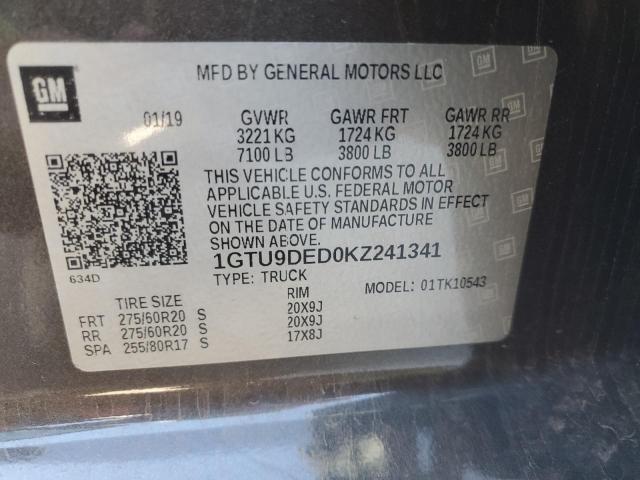 GM
MFD BY GENERAL MOTORS LLC
01/19 GVWR GAWR FRT GAWR RR
3221 KG 1724 KG 1724 KG
7100 LB 3800 LB 3800 LB
THIS VEHICLE CONFORMS TO ALL
APPLICABLE U.S. FEDERAL MOTOR
VEHICLE SAFETY STANDARDS IN EFFECT
ON THE DATE OF MANUFACTURE
SHOWN ABOVE.
1GTU9DED0KZ241341
634D
TYPE: TRUCK MODEL: 01TK10543
TIRE SIZE RIM
FRT 275/60R20 S 20X9J
RR 275/60R20 S 20X9J
SPA 255/80R17 S 17X8J